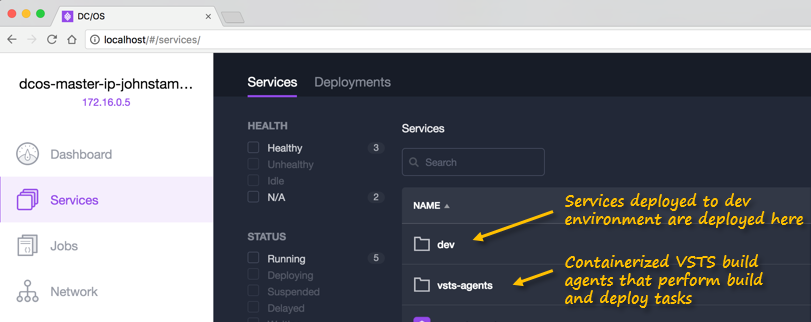 DC/OS
localhost/#/services/
dcos-master-ip-johnstam…
172.16.0.5
Dashboard
Services
Jobs
Network
Services Deployments
HEALTH
Healthy 3
Unhealthy
Idle
N/A 2
STATUS
Running 5
Deploying
Suspended
Delayed
Services
Search
NAME
dev
vsts-agents
Services deployed to dev
environment are deployed here
Containerized VSTS build
agents that perform build
and deploy tasks